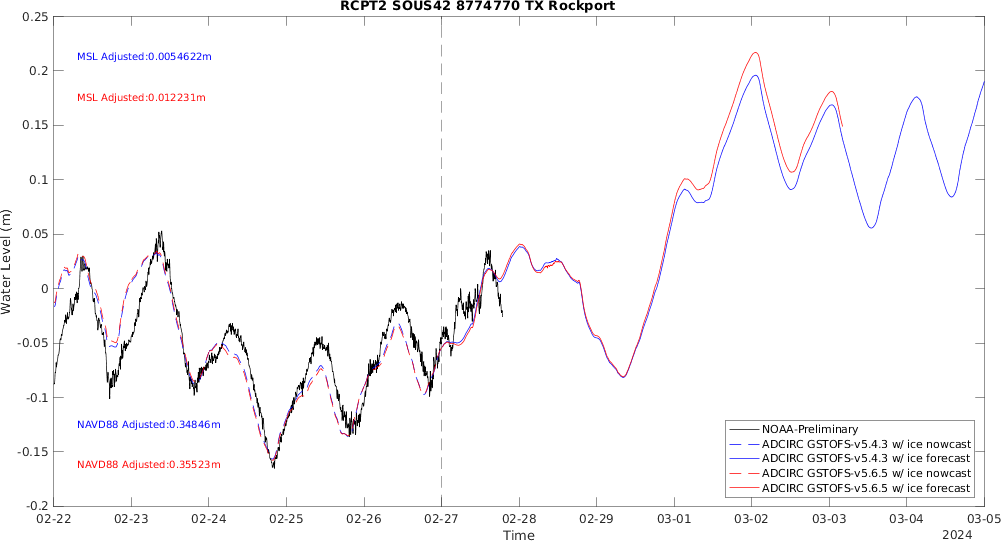 RCPT2 SOUS42 8774770 TX Rockport
Water Level (m)
0.25
0.2
0.15
0.1
0.05
0
-0.05
-0.1
-0.15
-0.2
MSL Adjusted:0.0054622m
MSL Adjusted:0.012231m
NAVD88 Adjusted:0.34846m
NAVD88 Adjusted:0.35523m
NOAA-Preliminary
ADCIRC GSTOFS-v5.4.3 w/ ice nowcast
ADCIRC GSTOFS-v5.4.3 w/ ice forecast
ADCIRC GSTOFS-v5.6.5 w/ ice nowcast
ADCIRC GSTOFS-v5.6.5 w/ ice forecast
02-22 02-23 02-24 02-25 02-26 02-27 02-28 02-29 03-01 03-02 03-03 03-04 03-05
Time
2024